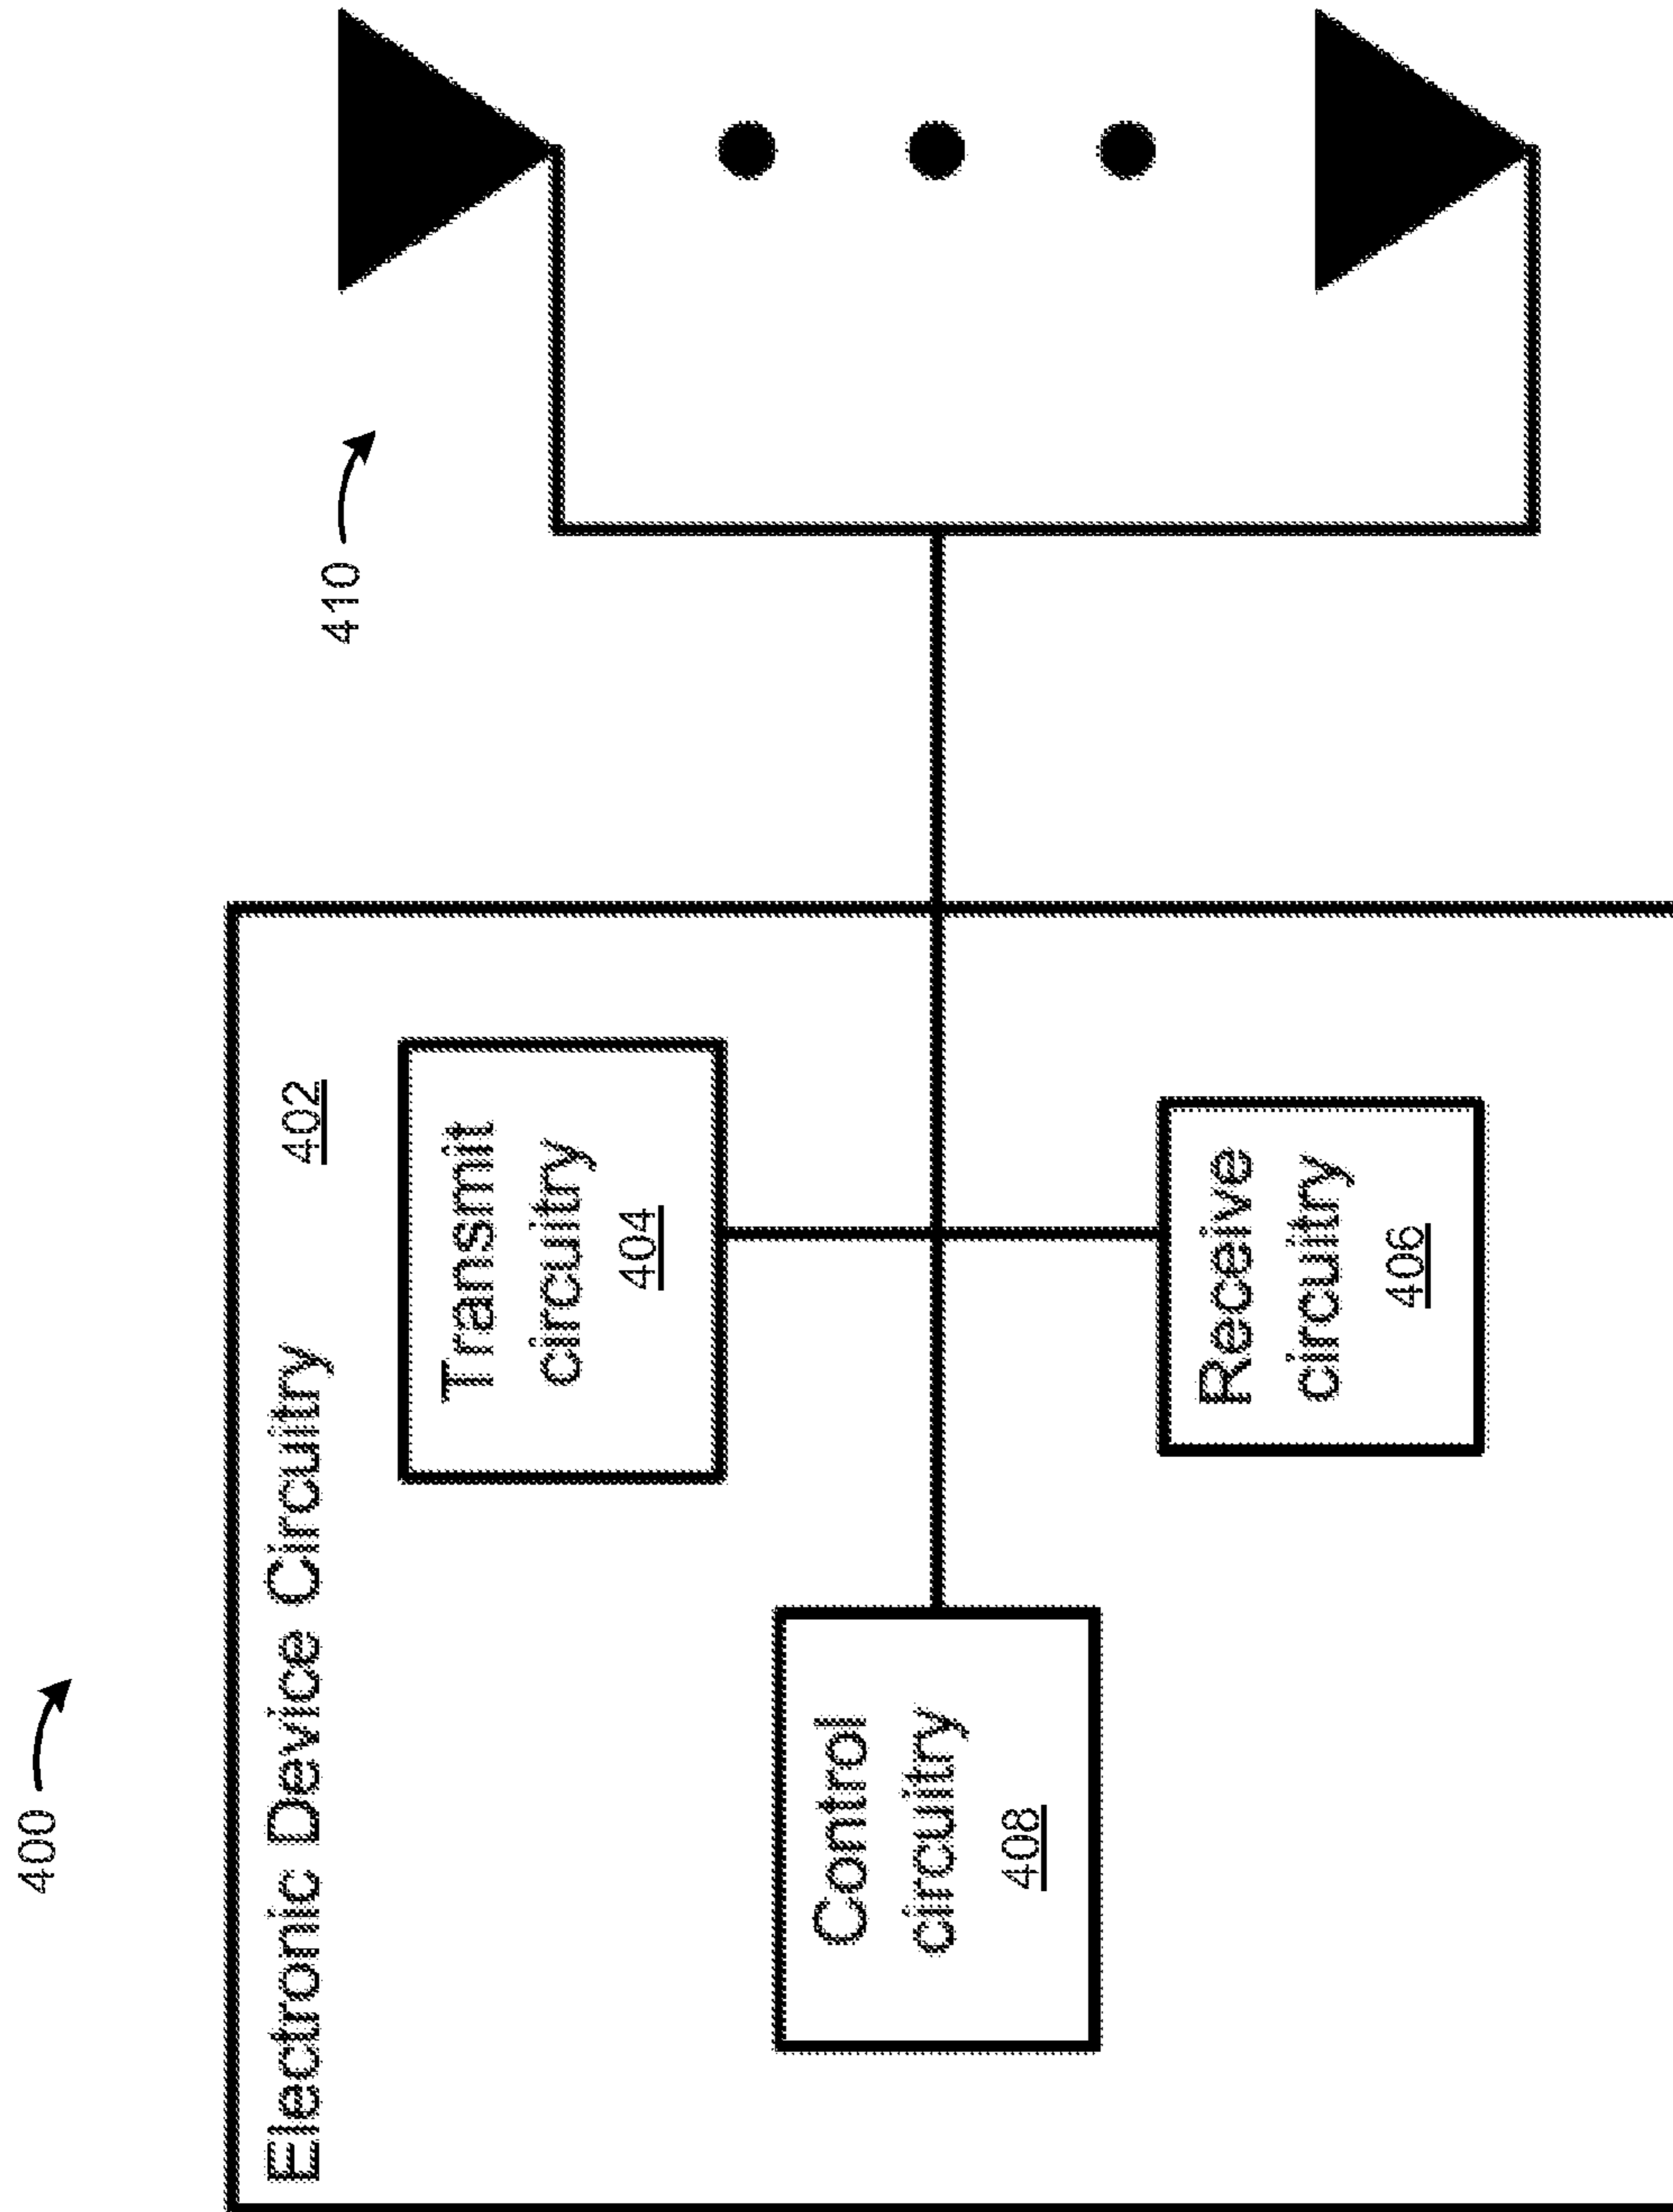 400
Electronic Device Circuitry 402
Transmit
circuitry
404
Control
circuitry
408
Receive
circuitry
406
410